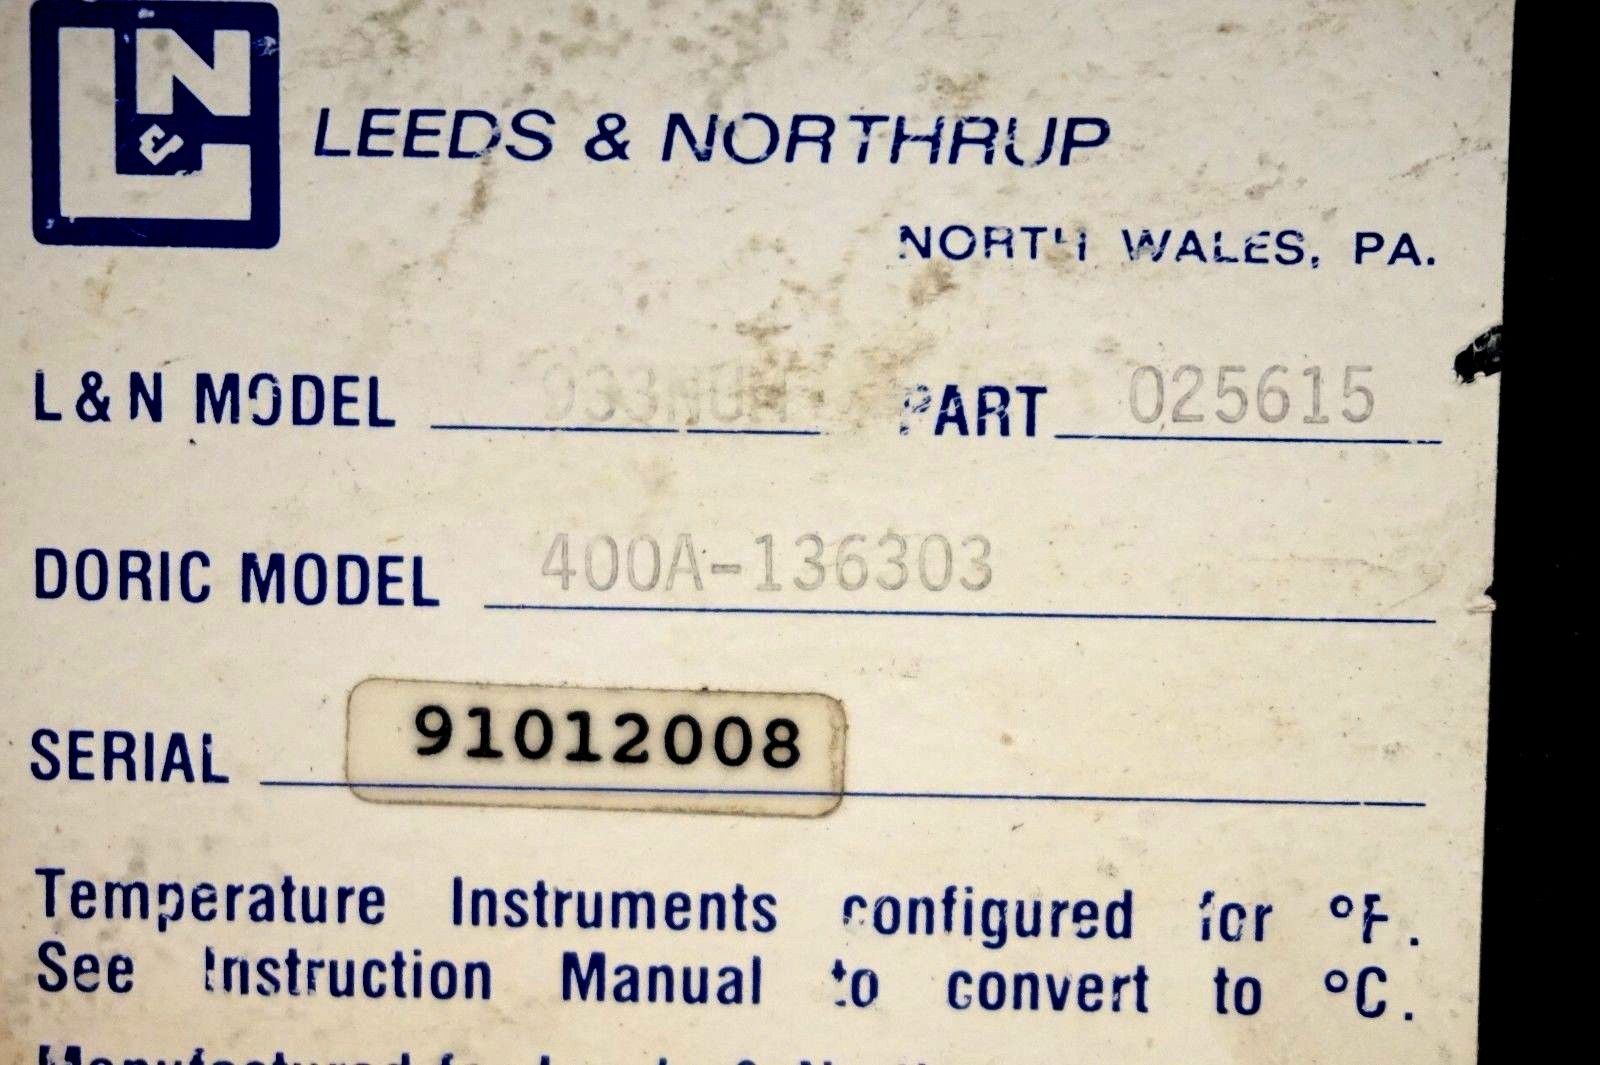 L&N
LEEDS & NORTHRUP
NORTH WALES, PA.
L&N MODEL PART 025615
DORIC MODEL 400A-136303
SERIAL 91012008
Temperature Instruments configured for °F.
See Instruction Manual to convert to °C.